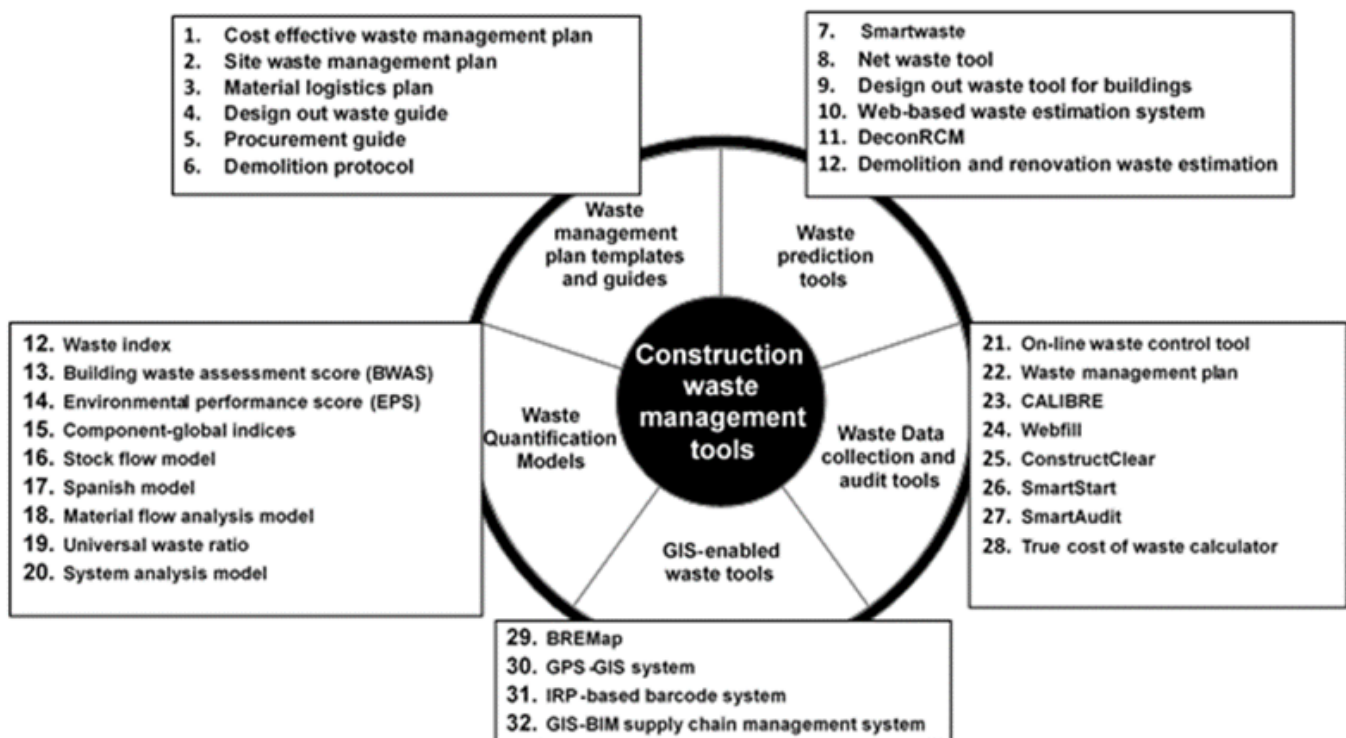 1. Cost effective waste management plan
2. Site waste management plan
3. Material logistics plan
4. Design out waste guide
5. Procurement guide
6. Demolition protocol
7. Smartwaste
8. Net waste tool
9. Design out waste tool for buildings
10. Web-based waste estimation system
11. DeconRCM
12. Demolition and renovation waste estimation
Waste
management
plan templates
and guides
Waste
prediction
tools
12. Waste index
13. Building waste assessment score (BWAS)
14. Environmental performance score (EPS)
15. Component-global indices
16. Stock flow model
17. Spanish model
18. Material flow analysis model
19. Universal waste ratio
20. System analysis model
Waste
Quantification
Models
Construction
waste
management
tools
Waste Data
collection and
audit tools
21. On-line waste control tool
22. Waste management plan
23. CALIBRE
24. Webfill
25. ConstructClear
26. SmartStart
27. SmartAudit
28. True cost of waste calculator
GIS-enabled
waste tools
29. BREMap
30. GPS-GIS system
31. IRP-based barcode system
32. GIS-BIM supply chain management system